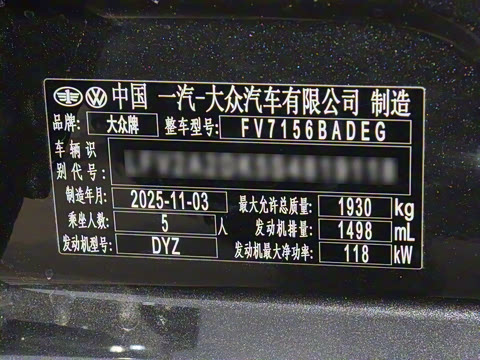 中国 一汽-大众汽车有限公司 制造
品牌: 大众牌 整车型号: FV7156BADEG
车辆识
别代号:
制造年月: 2025-11-03 最大允许总质量: 1930 kg
乘坐人数: 5 人 发动机排量: 1498 mL
发动机型号: DYZ 发动机最大净功率: 118 kW